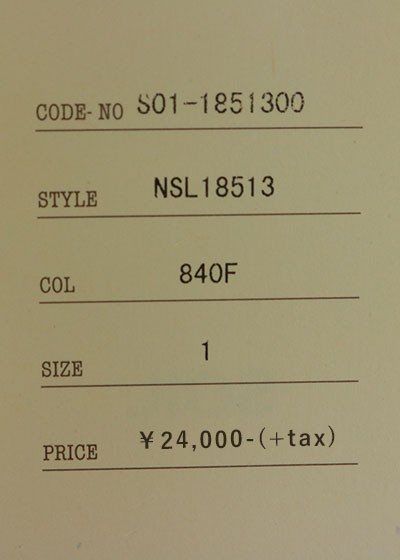 CODE-NO S01-1851300
STYLE NSL18513
COL 840F
SIZE 1
PRICE ¥24,000-(+tax)